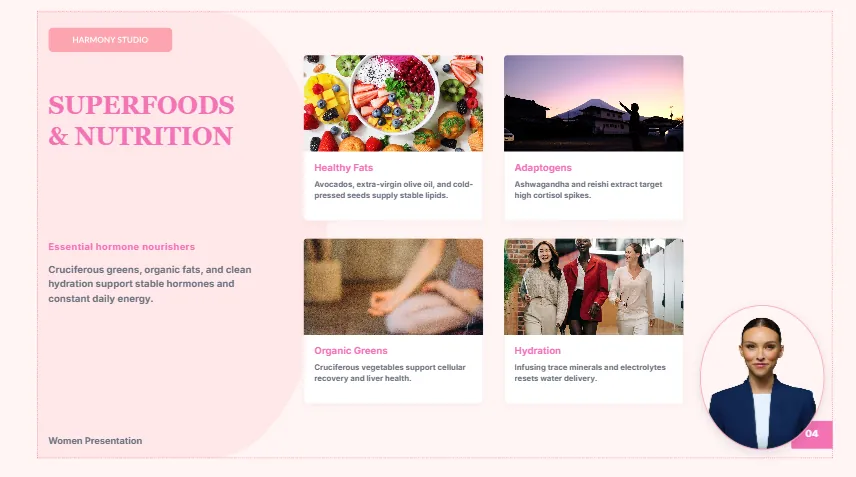 HARMONY STUDIO
SUPERFOODS
& NUTRITION
Essential hormone nourishers
Cruciferous greens, organic fats, and clean
hydration support stable hormones and
constant daily energy.
Women Presentation
Healthy Fats
Avocados, extra-virgin olive oil, and cold-
pressed seeds supply stable lipids.
Adaptogens
Ashwagandha and reishi extract target
high cortisol spikes.
Organic Greens
Cruciferous vegetables support cellular
recovery and liver health.
Hydration
Infusing trace minerals and electrolytes
resets water delivery.
04